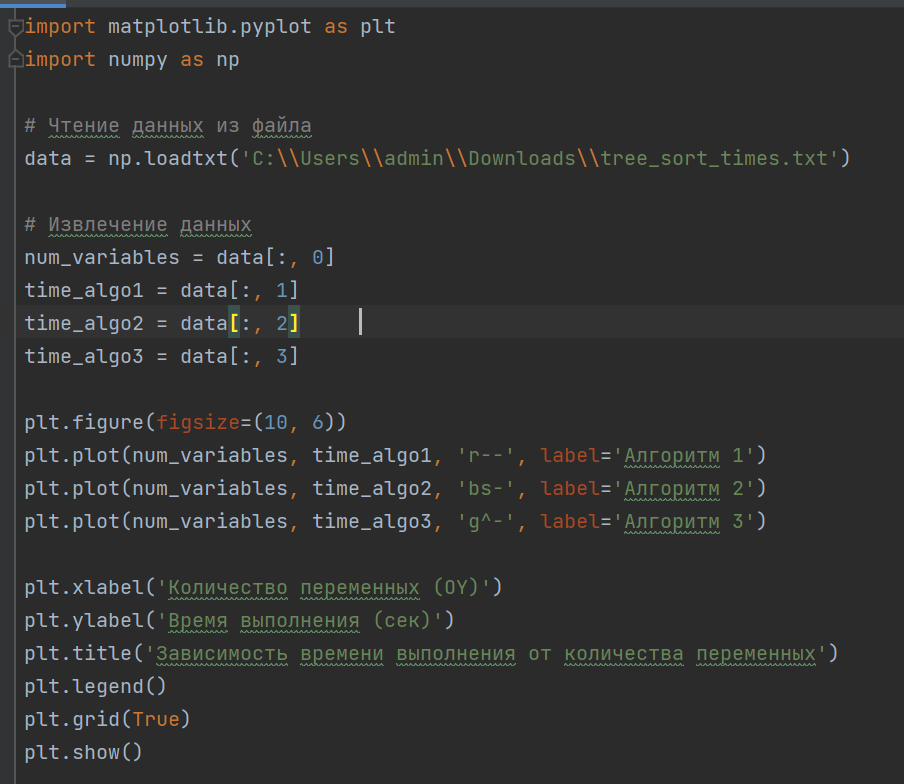 import matplotlib.pyplot as plt
import numpy as np
# Чтение данных из файла
data = np.loadtxt('C:\\Users\\admin\\Downloads\\tree_sort_times.txt')
# Извлечение данных
num_variables = data[:, 0]
time_algo1 = data[:, 1]
time_algo2 = data[:, 2]
time_algo3 = data[:, 3]
plt.figure(figsize=(10, 6))
plt.plot(num_variables, time_algo1, 'r--', label='Алгоритм 1')
plt.plot(num_variables, time_algo2, 'bs-', label='Алгоритм 2')
plt.plot(num_variables, time_algo3, 'g^-', label='Алгоритм 3')
plt.xlabel('Количество переменных (OY)')
plt.ylabel('Время выполнения (сек)')
plt.title('Зависимость времени выполнения от количества переменных')
plt.legend()
plt.grid(True)
plt.show()